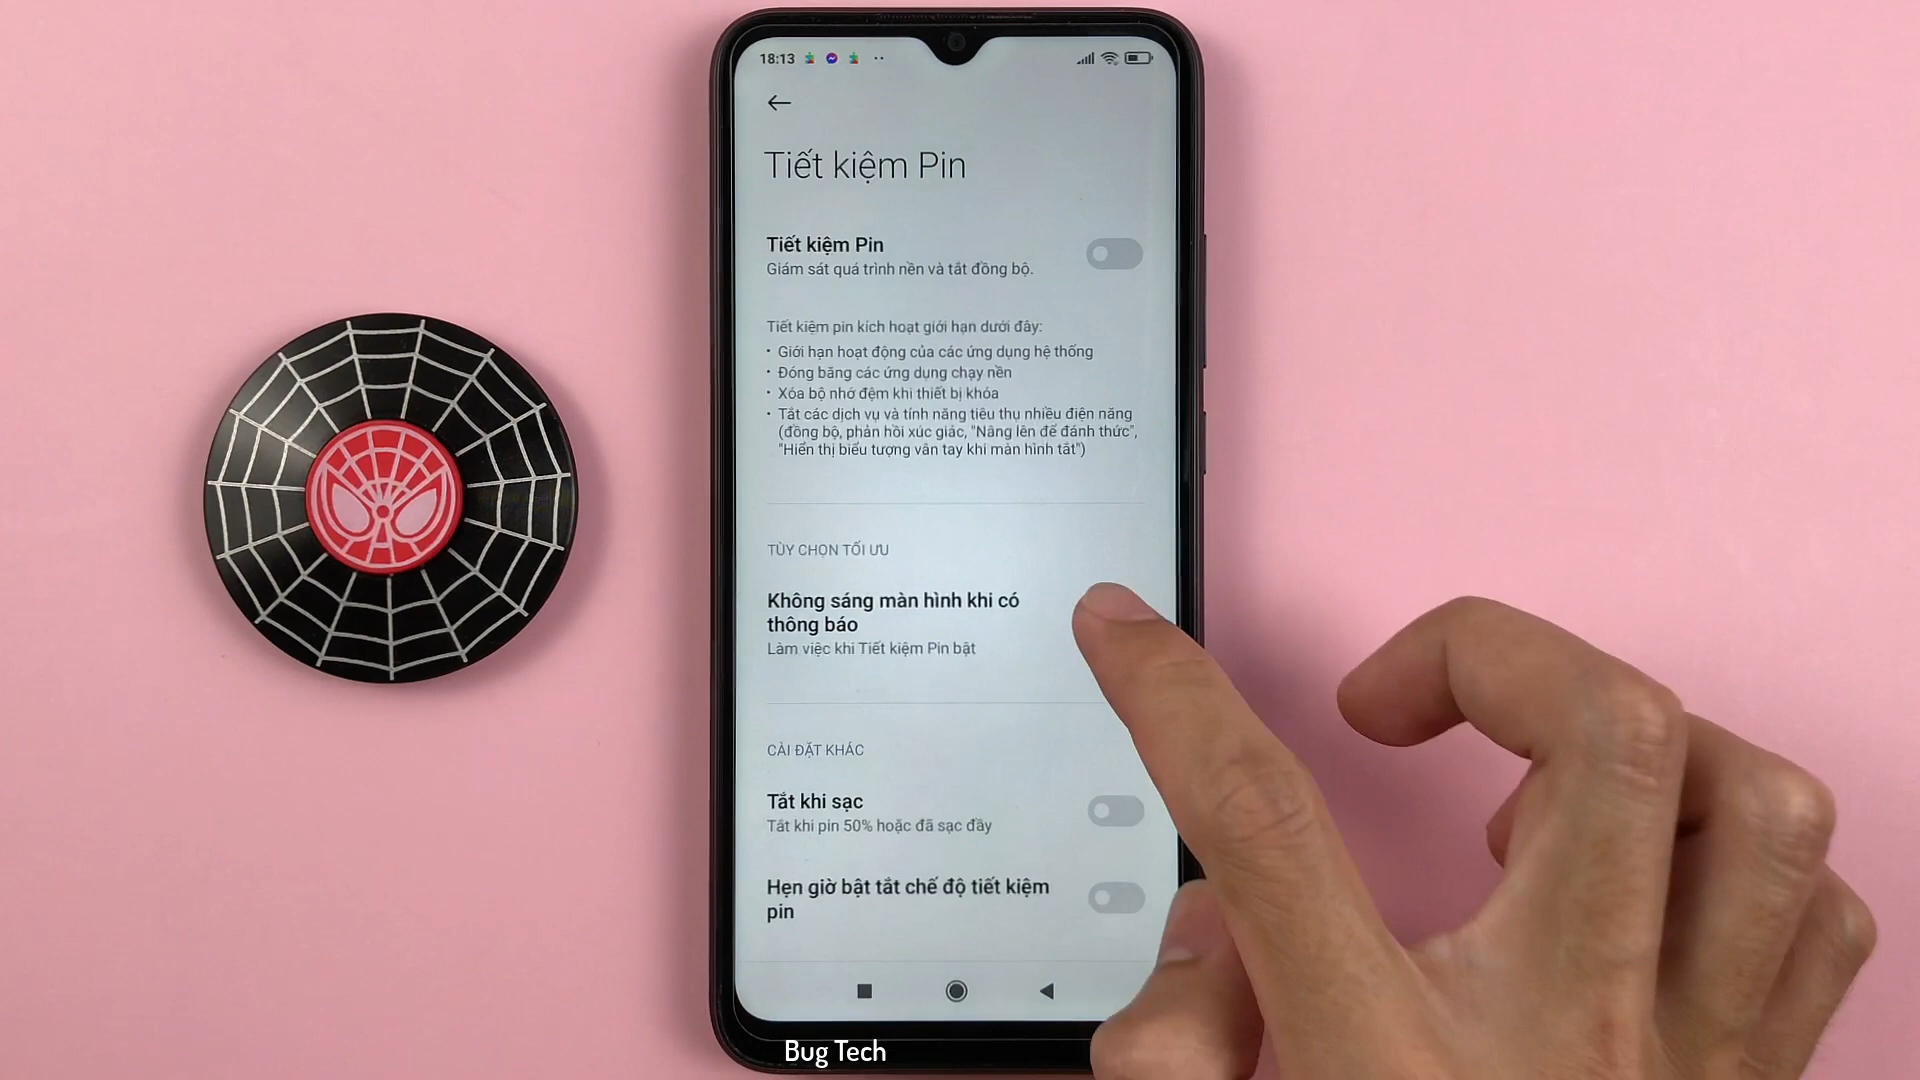 18:13
Tiết kiệm Pin
Tiết kiệm Pin
Giám sát quá trình nền và tắt đồng bộ.
Tiết kiệm pin kích hoạt giới hạn dưới đây:
• Giới hạn hoạt động của các ứng dụng hệ thống
• Đóng băng các ứng dụng chạy nền
• Xóa bộ nhớ đệm khi thiết bị khóa
• Tắt các dịch vụ và tính năng tiêu thụ nhiều điện năng
(đồng bộ, phản hồi xúc giác, "Nâng lên để đánh thức",
"Hiển thị biểu tượng vân tay khi màn hình tắt")
TÙY CHỌN TỐI ƯU
Không sáng màn hình khi có
thông báo
Làm việc khi Tiết kiệm Pin bật
CÀI ĐẶT KHÁC
Tắt khi sạc
Tắt khi pin 50% hoặc đã sạc đầy
Hẹn giờ bật tắt chế độ tiết kiệm
pin
Bug Tech